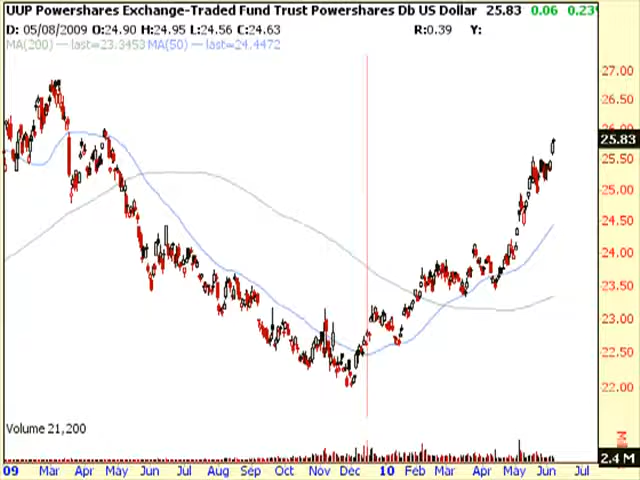 UUP Powershares Exchange-Traded Fund Trust Powershares Db US Dollar 25.83 0.06 0.23%
D: 05/08/2009 O:24.90 H:24.95 L:24.56 C:24.63 R:0.39 Y:
MA(200) — last=23.3453 MA(50) — last=24.4472
27.00
26.50
26.00
25.83
25.50
25.00
24.50
24.00
23.50
23.00
22.50
22.00
Volume 21,200
2.4 M
09 Mar Apr May Jun Jul Aug Sep Oct Nov Dec 10 Feb Mar Apr May Jun Jul